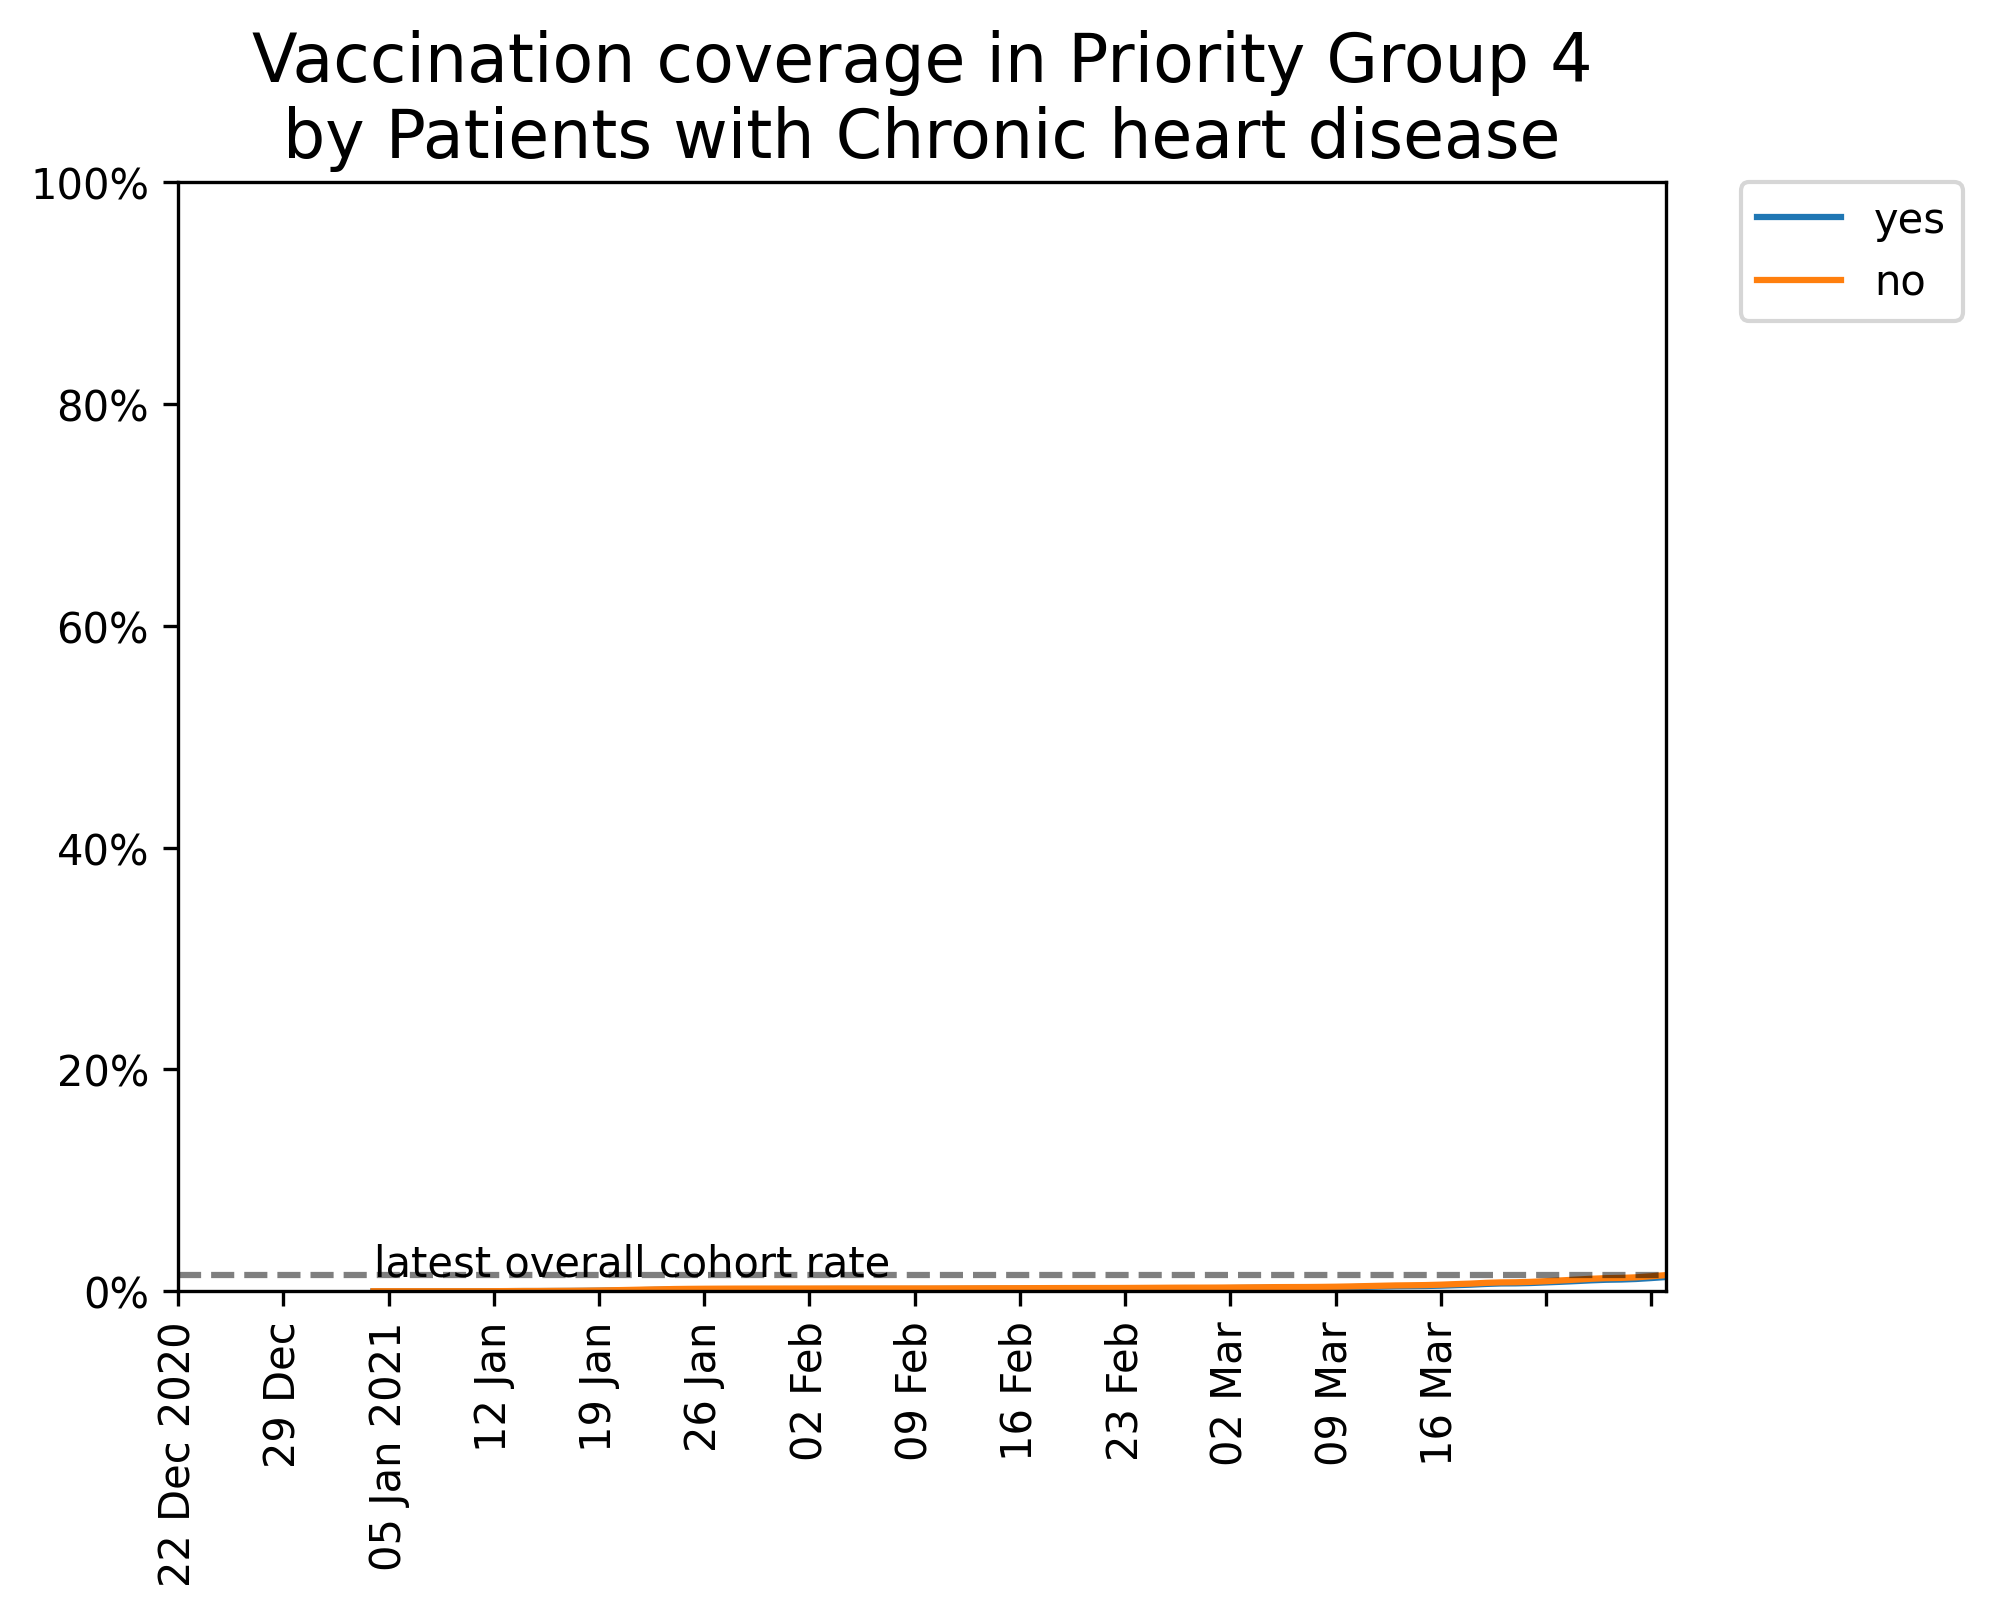 Vaccination coverage in Priority Group 4
by Patients with Chronic heart disease
100%
80%
60%
40%
20%
0%
latest overall cohort rate
yes
no
22 Dec 2020
29 Dec
05 Jan 2021
12 Jan
19 Jan
26 Jan
02 Feb
09 Feb
16 Feb
23 Feb
02 Mar
09 Mar
16 Mar